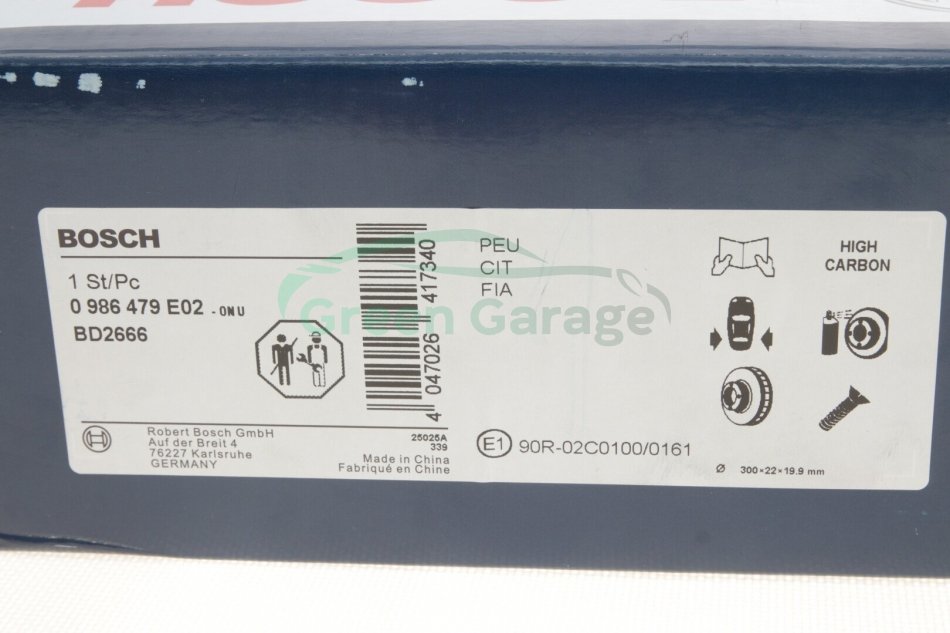 BOSCH
1 St/Pc
0 986 479 E02 - ONU
BD2666
4 047026 417340
PEU
CIT
FIA
HIGH
CARBON
Green Garage
Robert Bosch GmbH
Auf der Breit 4
76227 Karlsruhe
GERMANY
25025A
339
Made in China
Fabriqué en Chine
E1 90R-02C0100/0161
Ø 300×22×19.9 mm